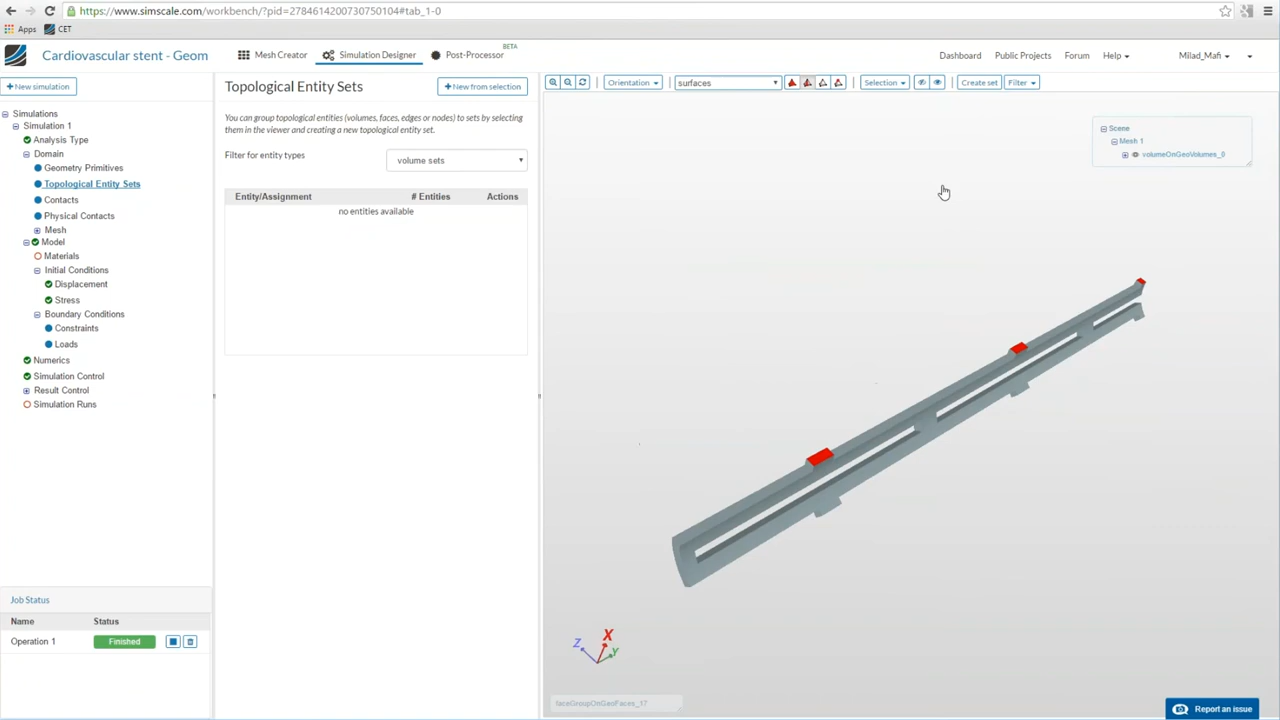 https://www.simscale.com/workbench/?pid=2784614200730750104#tab_1-0
Apps CET
Cardiovascular stent - Geom
Mesh Creator
Simulation Designer
Post-Processor
BETA
Dashboard
Public Projects
Forum
Help
Milad_Mafi
New simulation
Simulations
Simulation 1
Analysis Type
Domain
Geometry Primitives
Topological Entity Sets
Contacts
Physical Contacts
Mesh
Model
Materials
Initial Conditions
Displacement
Stress
Boundary Conditions
Constraints
Loads
Numerics
Simulation Control
Result Control
Simulation Runs
Job Status
Name Status
Operation 1 Finished
Topological Entity Sets
New from selection
You can group topological entities (volumes, faces, edges or nodes) to sets by selecting
them in the viewer and creating a new topological entity set.
Filter for entity types
volume sets
Entity/Assignment # Entities Actions
no entities available
Orientation
surfaces
Selection
Create set
Filter
Scene
Mesh 1
volumeOnGeoVolumes_0
X
Z
Y
faceGroupOnGeoFaces_17
Report an issue